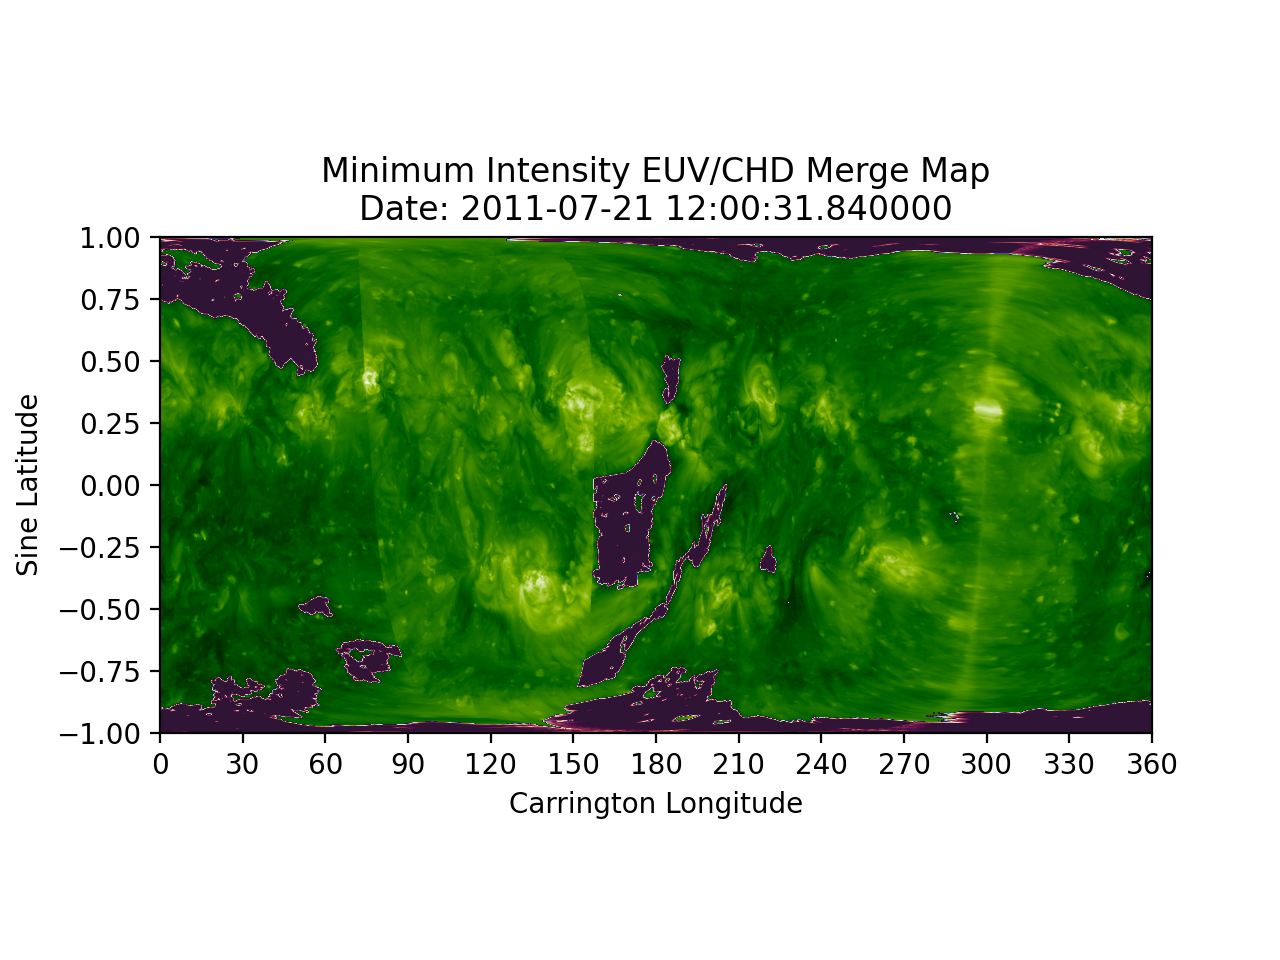 Minimum Intensity EUV/CHD Merge Map
Date: 2011-07-21 12:00:31.840000
1.00
0.75
0.50
0.25
0.00
−0.25
−0.50
−0.75
−1.00
Sine Latitude
0 30 60 90 120 150 180 210 240 270 300 330 360
Carrington Longitude